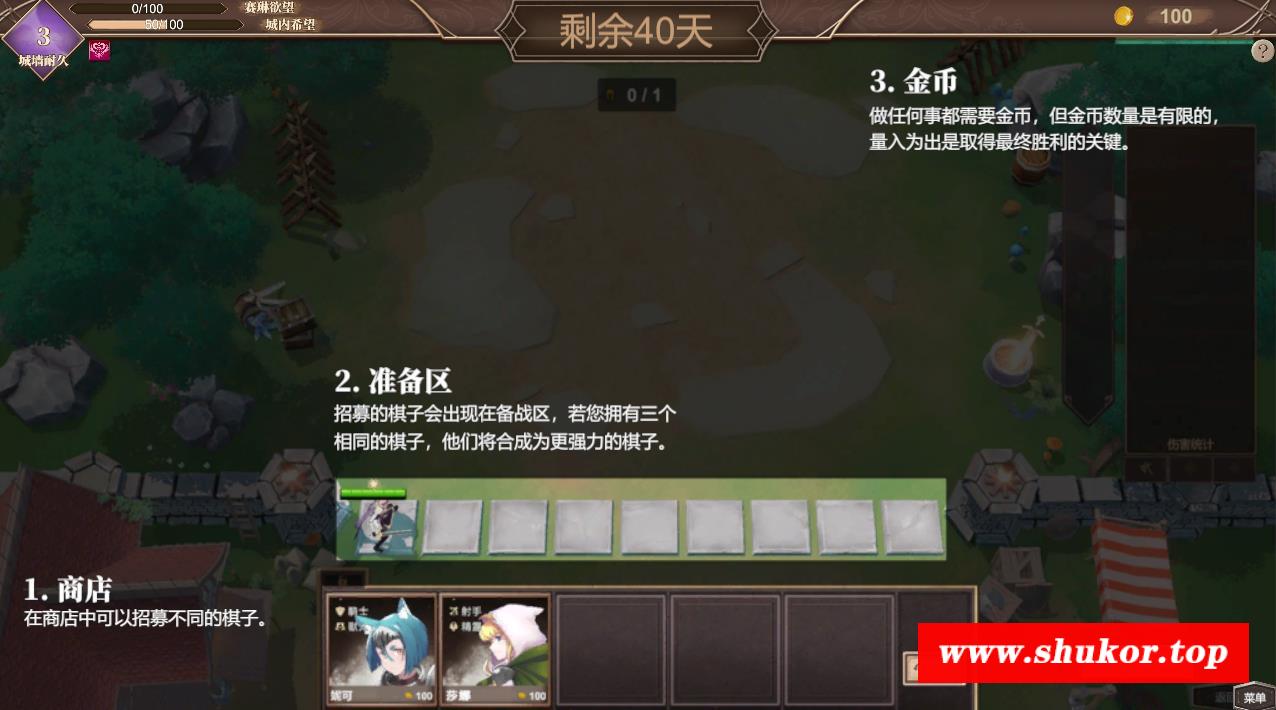 0/100
赛琳欲望
50/100
城内希望
3
城墙耐久
剩余40天
100
?
0 / 1
3. 金币
做任何事都需要金币，但金币数量是有限的，
量入为出是取得最终胜利的关键。
2. 准备区
招募的棋子会出现在备战区，若您拥有三个
相同的棋子，他们将合成为更强力的棋子。
伤害统计
1. 商店
在商店中可以招募不同的棋子。
骑士
射手
妮可
100
莎娜
100
www.shukor.top
菜单